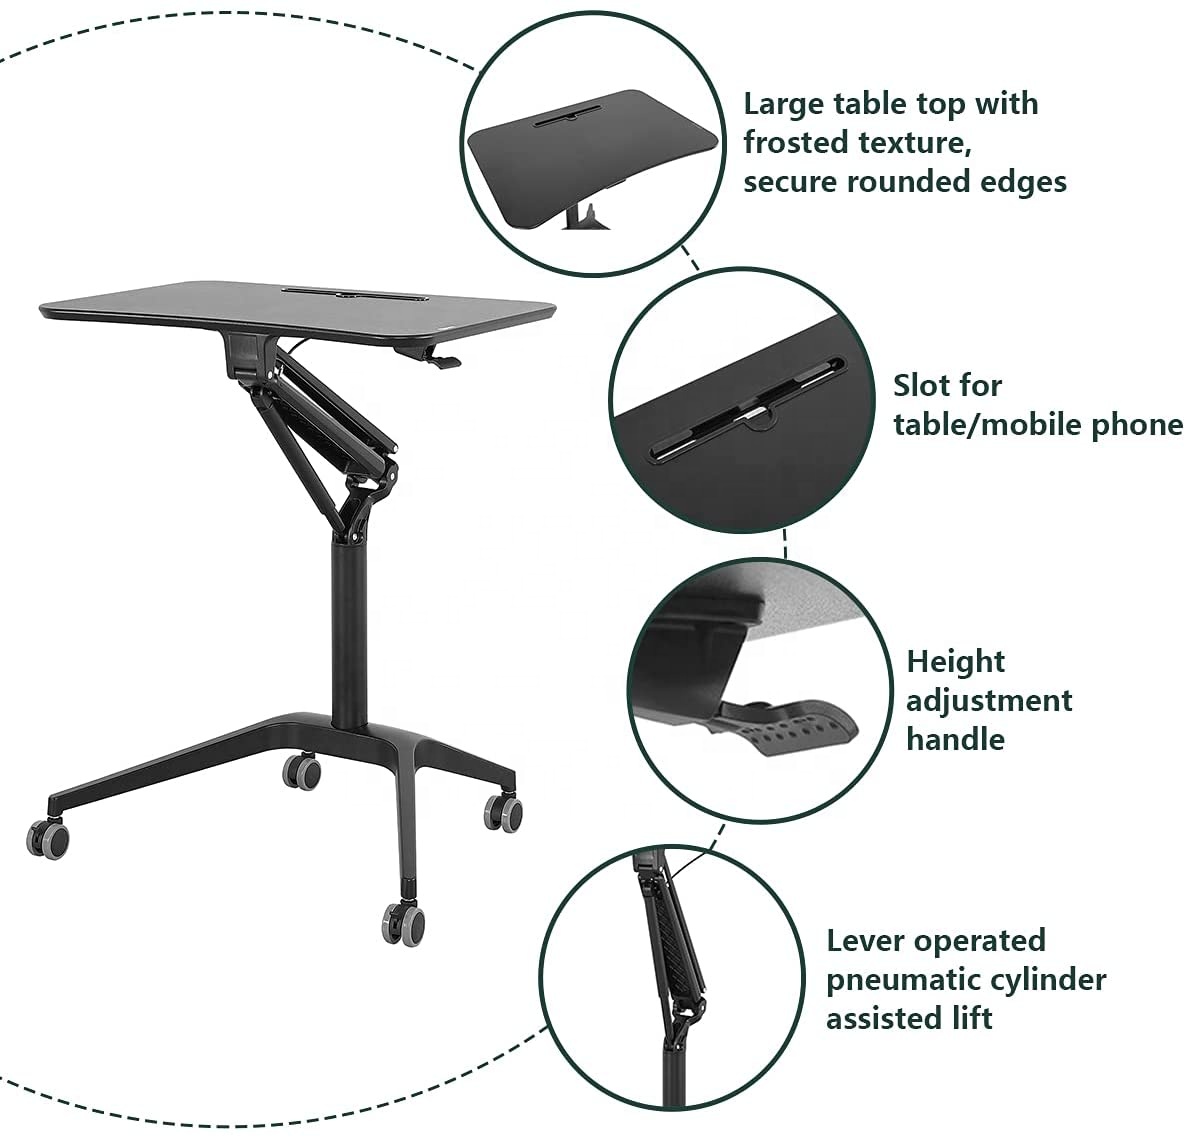 Large table top with
frosted texture,
secure rounded edges
Slot for
table/mobile phone
Height
adjustment
handle
Lever operated
pneumatic cylinder
assisted lift